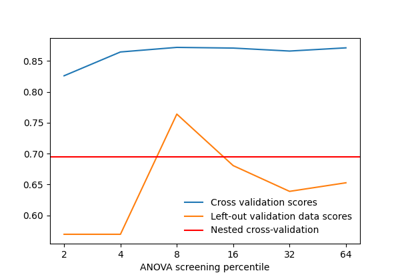 0.85
0.80
0.75
0.70
0.65
0.60
Cross validation scores
Left-out validation data scores
Nested cross-validation
2 4 8 16 32 64
ANOVA screening percentile